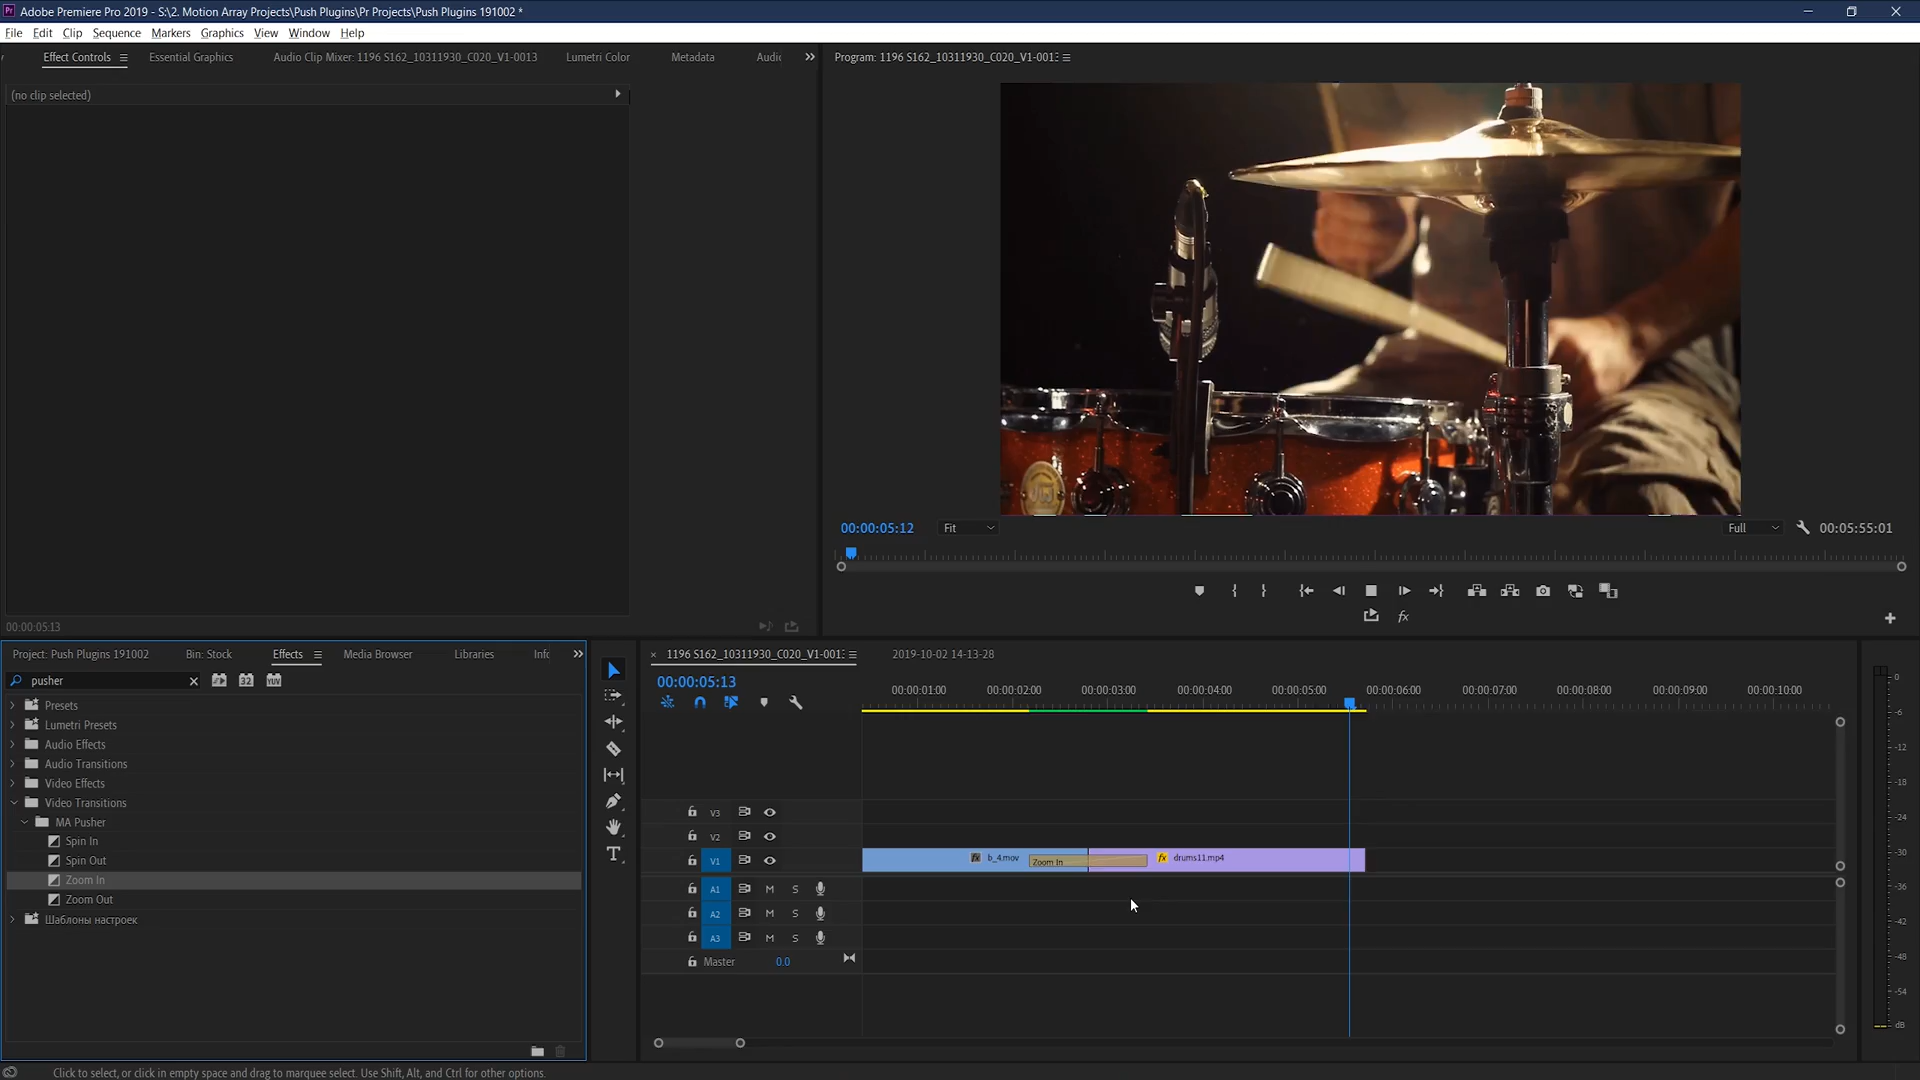 Adobe Premiere Pro 2019 - S:\2. Motion Array Projects\Push Plugins\Pr Projects\Push Plugins 191002 *
File Edit Clip Sequence Markers Graphics View Window Help
Effect Controls Essential Graphics Audio Clip Mixer: 1196 S162_10311930_C020_V1-0013 Lumetri Color Metadata Audic
Program: 1196 S162_10311930_C020_V1-001
(no clip selected)
00:00:05:12 Fit Full 00:05:55:01
fx
00:00:05:13
Project: Push Plugins 191002 Bin: Stock Effects Media Browser Libraries Info
× 1196 S162_10311930_C020_V1-001 2019-10-02 14-13-28
pusher
32 YUV
00:00:05:13
00:00:01:00 00:00:02:00 00:00:03:00 00:00:04:00 00:00:05:00 00:00:06:00 00:00:07:00 00:00:08:00 00:00:09:00 00:00:10:00
Presets
Lumetri Presets
Audio Effects
Audio Transitions
Video Effects
Video Transitions
MA Pusher
Spin In
Spin Out
Zoom In
Zoom Out
Шаблоны настроек
V3
V2
V1 fx b_4.mov Zoom In fx drums11.mp4
A1 M S
A2 M S
A3 M S
Master 0.0
0
-6
-12
-18
-24
-30
-36
-42
-48
-54
dB
Click to select, or click in empty space and drag to marquee select. Use Shift, Alt, and Ctrl for other options.